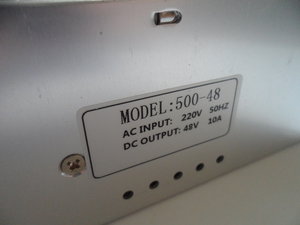 MODEL:500-48
AC INPUT: 220V 50HZ
DC OUTPUT: 48V 10A